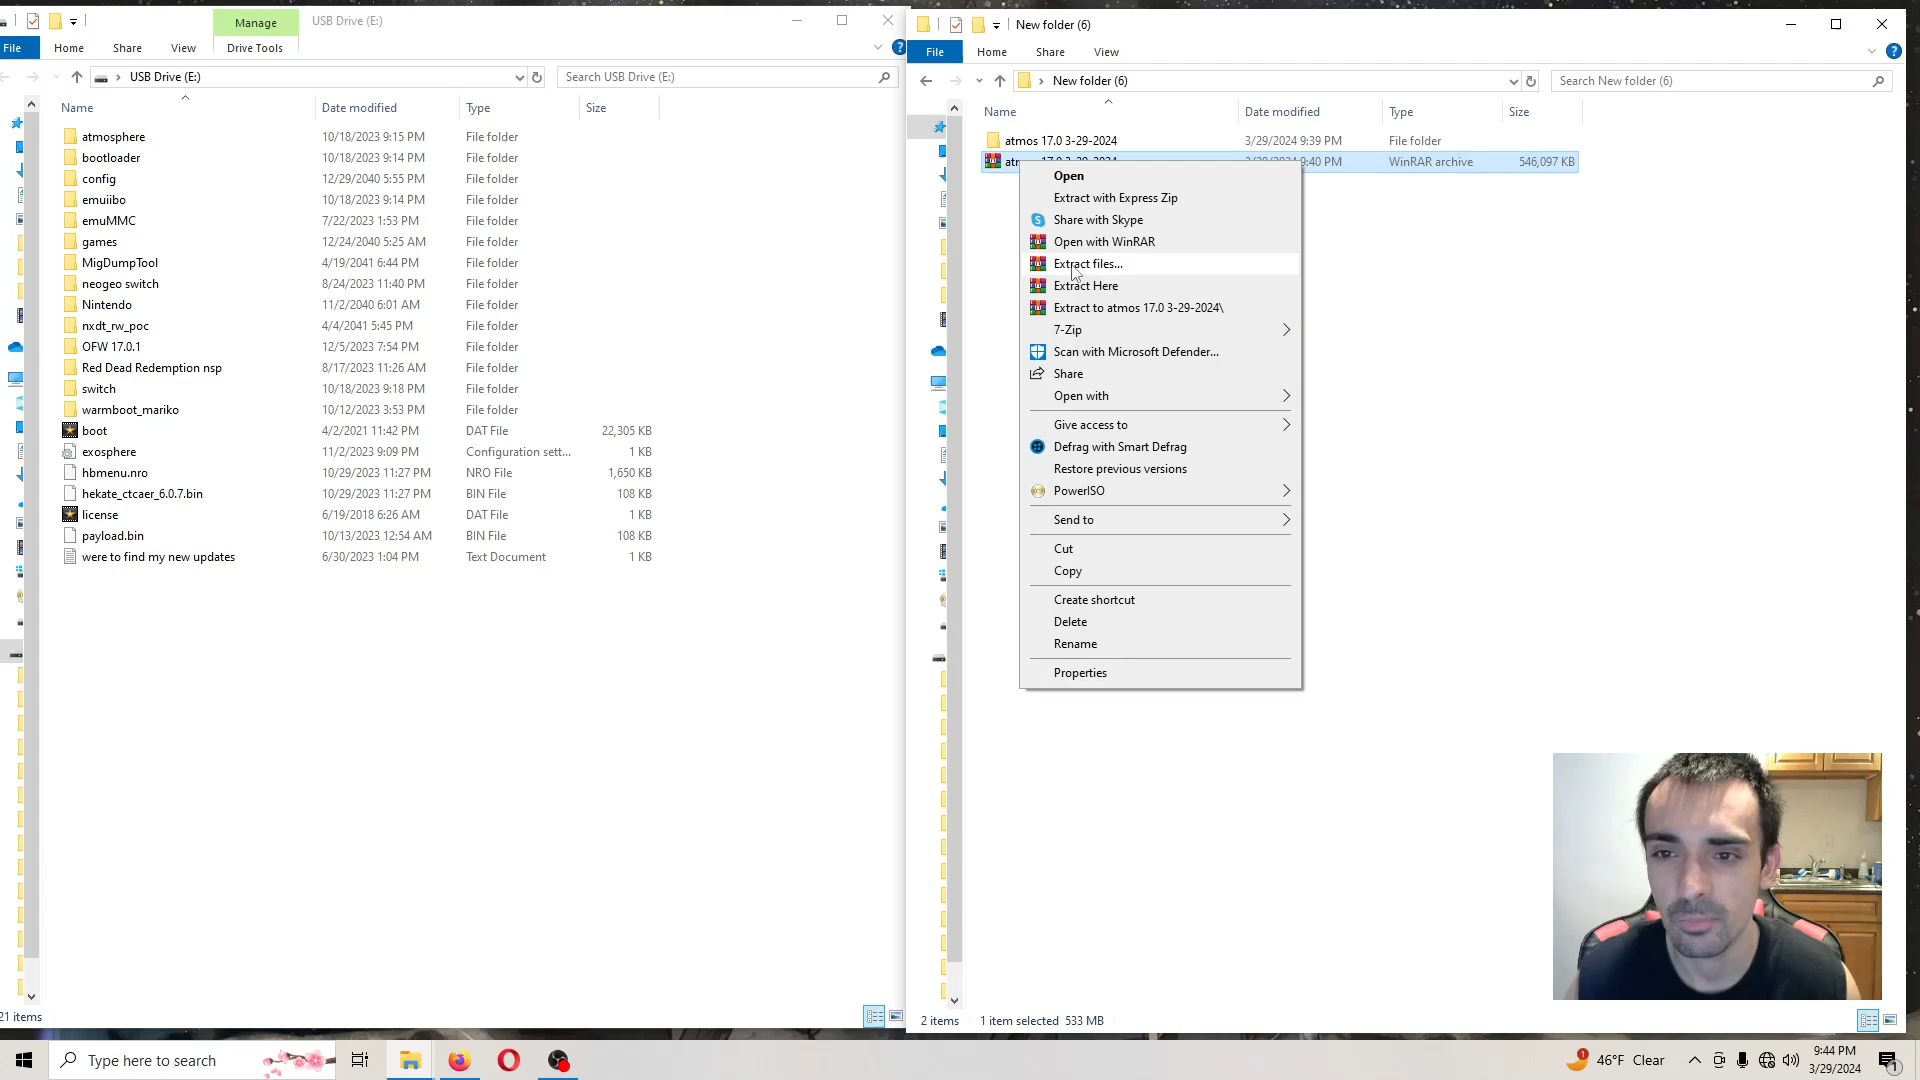 Manage
USB Drive (E:)
File
Home
Share
View
Drive Tools
USB Drive (E:)
Search USB Drive (E:)
Name
Date modified
Type
Size
atmosphere 10/18/2023 9:15 PM File folder
bootloader 10/18/2023 9:14 PM File folder
config 12/29/2040 5:55 PM File folder
emuiibo 10/18/2023 9:14 PM File folder
emuMMC 7/22/2023 1:53 PM File folder
games 12/24/2040 5:25 AM File folder
MigDumpTool 4/19/2041 6:44 PM File folder
neogeo switch 8/24/2023 11:40 PM File folder
Nintendo 11/2/2040 6:01 AM File folder
nxdt_rw_poc 4/4/2041 5:45 PM File folder
OFW 17.0.1 12/5/2023 7:54 PM File folder
Red Dead Redemption nsp 8/17/2023 11:26 AM File folder
switch 10/18/2023 9:18 PM File folder
warmboot_mariko 10/12/2023 3:53 PM File folder
boot 4/2/2021 11:42 PM DAT File 22,305 KB
exosphere 11/2/2023 9:09 PM Configuration sett... 1 KB
hbmenu.nro 10/29/2023 11:27 PM NRO File 1,650 KB
hekate_ctcaer_6.0.7.bin 10/29/2023 11:27 PM BIN File 108 KB
license 6/19/2018 6:26 AM DAT File 1 KB
payload.bin 10/13/2023 12:54 AM BIN File 108 KB
were to find my new updates 6/30/2023 1:04 PM Text Document 1 KB
21 items
New folder (6)
File
Home
Share
View
New folder (6)
Search New folder (6)
Name
Date modified
Type
Size
atmos 17.0 3-29-2024 3/29/2024 9:39 PM File folder
atmos 17.0 3-29-2024 3/29/2024 9:40 PM WinRAR archive 546,097 KB
Open
Extract with Express Zip
Share with Skype
Open with WinRAR
Extract files...
Extract Here
Extract to atmos 17.0 3-29-2024\
7-Zip
Scan with Microsoft Defender...
Share
Open with
Give access to
Defrag with Smart Defrag
Restore previous versions
PowerISO
Send to
Cut
Copy
Create shortcut
Delete
Rename
Properties
2 items
1 item selected 533 MB
Type here to search
46°F Clear
9:44 PM
3/29/2024